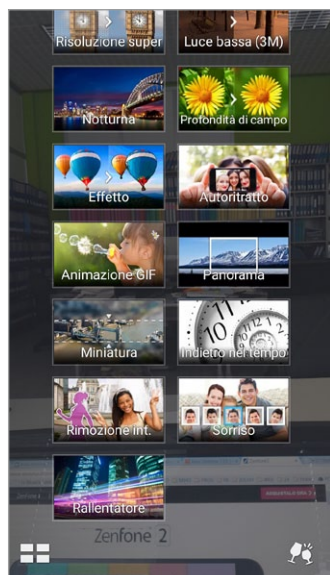 Risoluzione super
Luce bassa (3M)
Notturna
Profondità di campo
Effetto
Autoritratto
Animazione GIF
Panorama
Miniatura
Indietro nel tempo
Rimozione int.
Sorriso
Rallentatore
Zenfone 2